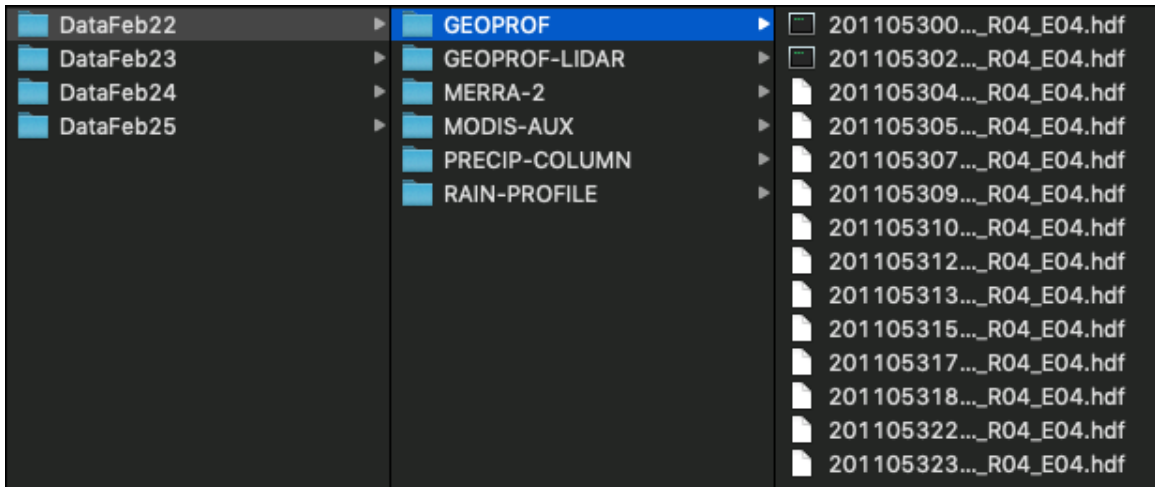 DataFeb22
DataFeb23
DataFeb24
DataFeb25
GEOPROF
GEOPROF-LIDAR
MERRA-2
MODIS-AUX
PRECIP-COLUMN
RAIN-PROFILE
201105300..._R04_E04.hdf
201105302..._R04_E04.hdf
201105304..._R04_E04.hdf
201105305..._R04_E04.hdf
201105307..._R04_E04.hdf
201105309..._R04_E04.hdf
201105310..._R04_E04.hdf
201105312..._R04_E04.hdf
201105313..._R04_E04.hdf
201105315..._R04_E04.hdf
201105317..._R04_E04.hdf
201105318..._R04_E04.hdf
201105322..._R04_E04.hdf
201105323..._R04_E04.hdf